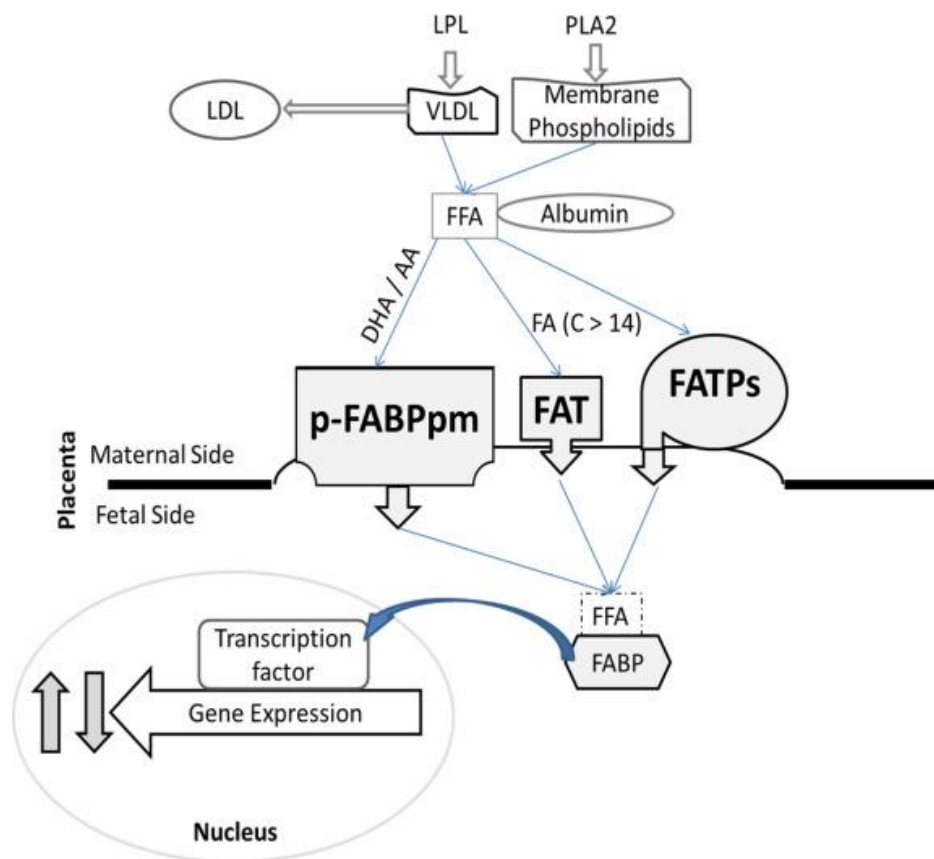 LPL
PLA2
LDL
VLDL
Membrane
Phospholipids
FFA
Albumin
DHA / AA
FA (C > 14)
p-FABPpm
FAT
FATPs
Placenta
Maternal Side
Fetal Side
FFA
FABP
Transcription
factor
Gene Expression
Nucleus